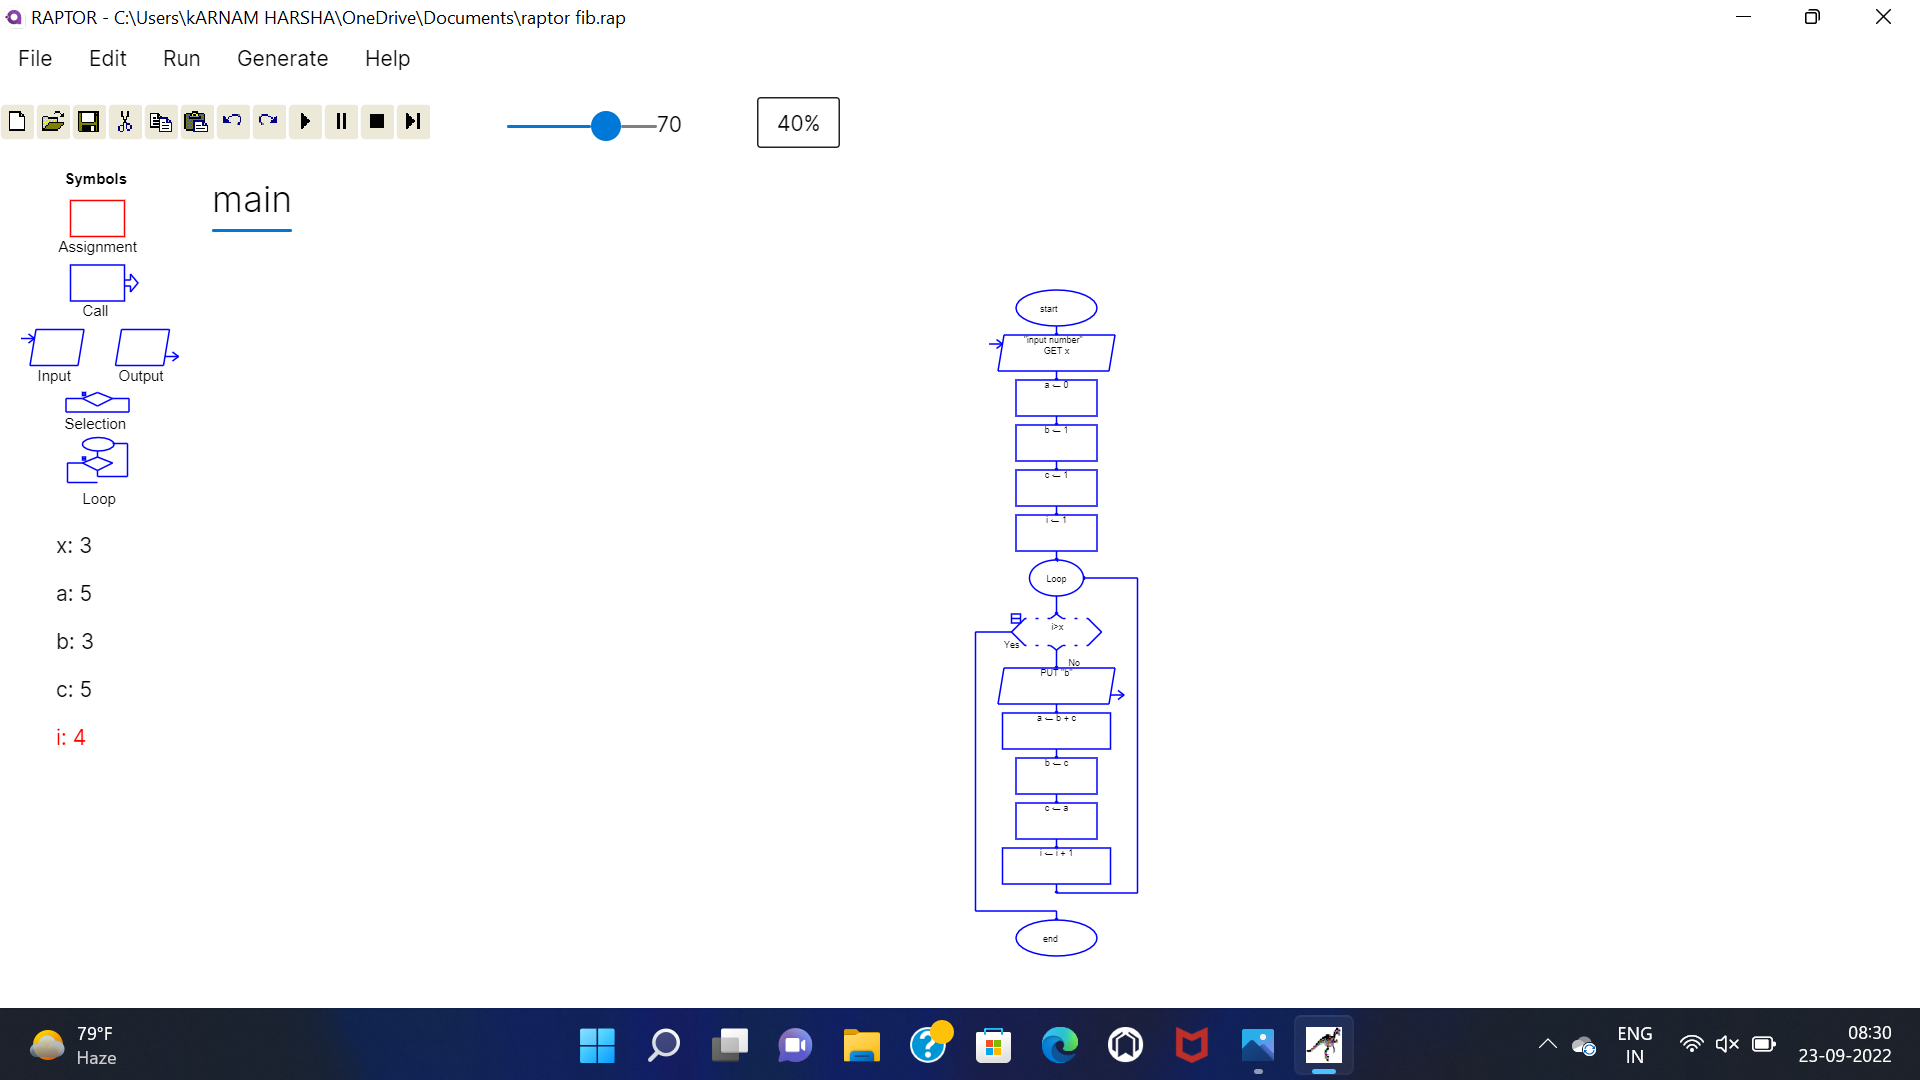 RAPTOR - C:\Users\kARNAM HARSHA\OneDrive\Documents\raptor fib.rap
File Edit Run Generate Help
70
40%
Symbols
Assignment
Call
Input Output
Selection
Loop
x: 3
a: 5
b: 3
c: 5
i: 4
main
start
"input number"
GET x
a ← 0
b ← 1
c ← 1
i ← 1
Loop
i>x
Yes
No
PUT "b"
a ← b + c
b ← c
c ← a
i ← i + 1
end
79°F
Haze
ENG
IN
08:30
23-09-2022